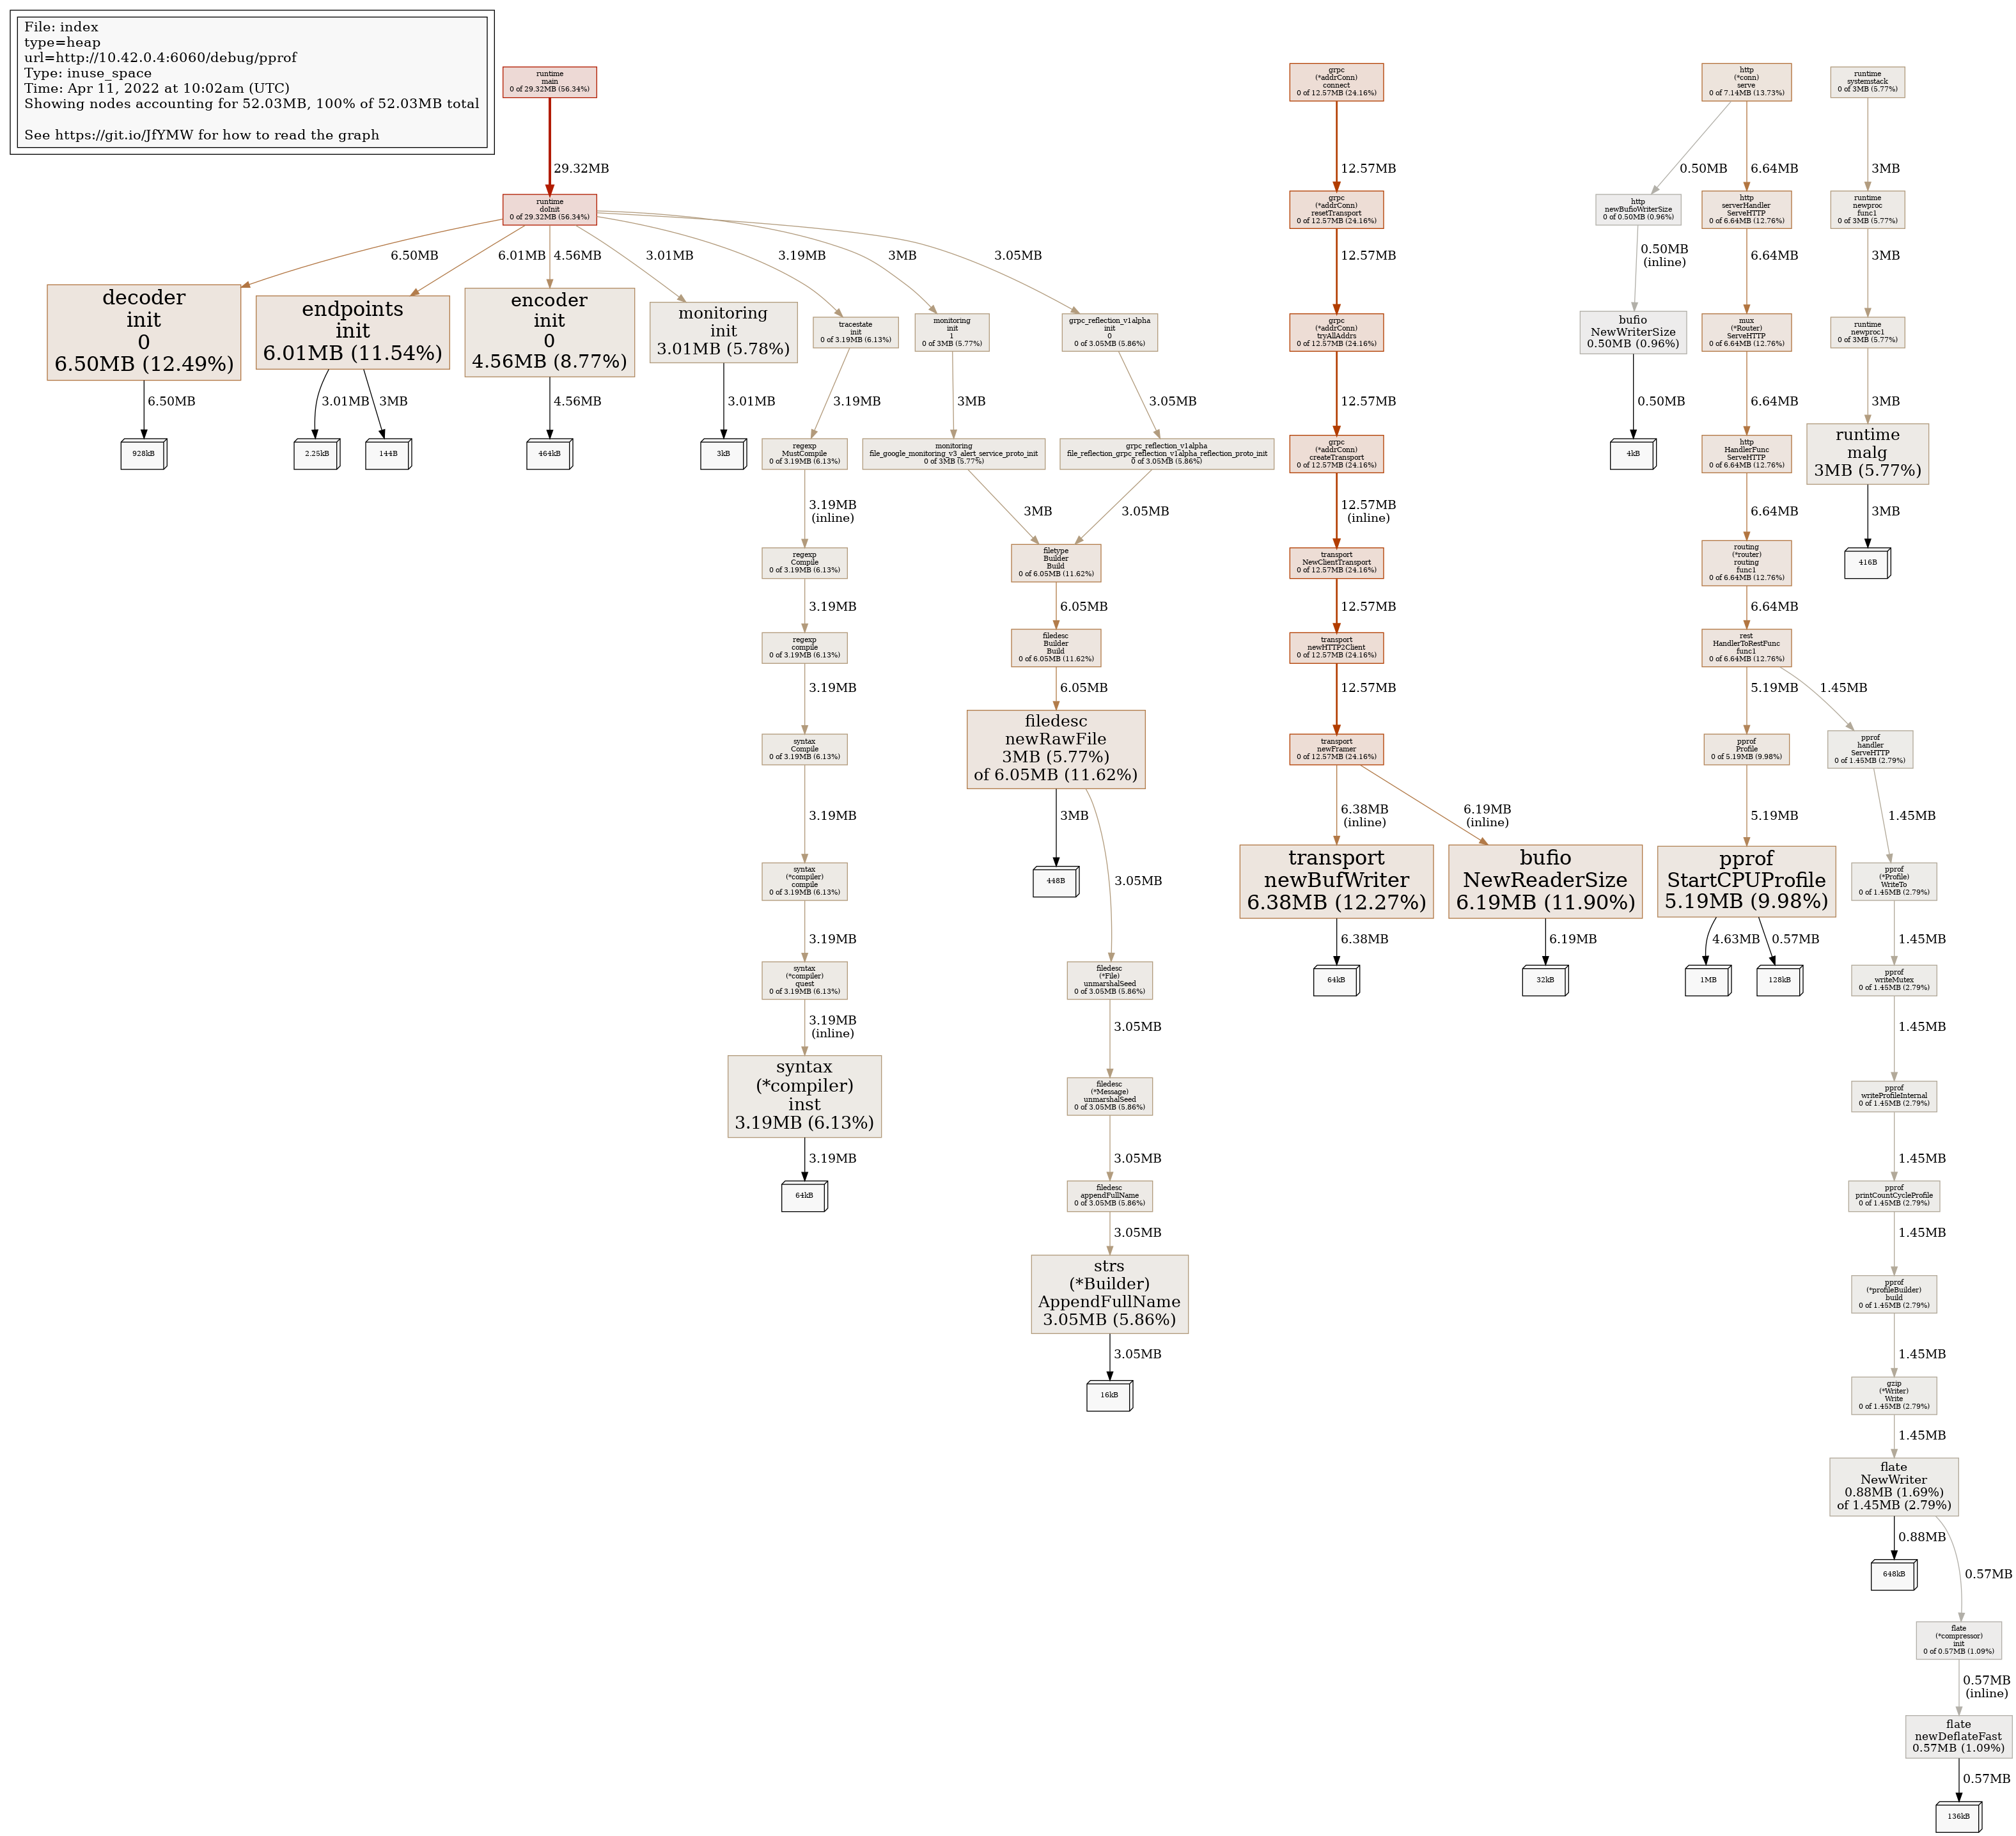 File: index
type=heap
url=http://10.42.0.4:6060/debug/pprof
Type: inuse_space
Time: Apr 11, 2022 at 10:02am (UTC)
Showing nodes accounting for 52.03MB, 100% of 52.03MB total
See https://git.io/JfYMW for how to read the graph
runtime
main
0 of 29.32MB (56.34%)
29.32MB
runtime
doInit
0 of 29.32MB (56.34%)
6.50MB
6.01MB
4.56MB
3.01MB
3.19MB
3MB
3.05MB
decoder
init
0
6.50MB (12.49%)
6.50MB
928kB
endpoints
init
6.01MB (11.54%)
3.01MB
3MB
2.25kB
144B
encoder
init
0
4.56MB (8.77%)
4.56MB
464kB
monitoring
init
3.01MB (5.78%)
3.01MB
3kB
tracestate
init
0 of 3.19MB (6.13%)
3.19MB
regexp
MustCompile
0 of 3.19MB (6.13%)
3.19MB
(inline)
regexp
Compile
0 of 3.19MB (6.13%)
3.19MB
regexp
compile
0 of 3.19MB (6.13%)
3.19MB
syntax
Compile
0 of 3.19MB (6.13%)
3.19MB
syntax
(*compiler)
compile
0 of 3.19MB (6.13%)
3.19MB
syntax
(*compiler)
quest
0 of 3.19MB (6.13%)
3.19MB
(inline)
syntax
(*compiler)
inst
3.19MB (6.13%)
3.19MB
64kB
monitoring
init
1
0 of 3MB (5.77%)
3MB
monitoring
file_google_monitoring_v3_alert_service_proto_init
0 of 3MB (5.77%)
3MB
grpc_reflection_v1alpha
init
0
0 of 3.05MB (5.86%)
3.05MB
grpc_reflection_v1alpha
file_reflection_grpc_reflection_v1alpha_reflection_proto_init
0 of 3.05MB (5.86%)
3.05MB
filetype
Builder
Build
0 of 6.05MB (11.62%)
6.05MB
filedesc
Builder
Build
0 of 6.05MB (11.62%)
6.05MB
filedesc
newRawFile
3MB (5.77%)
of 6.05MB (11.62%)
3MB
448B
3.05MB
filedesc
(*File)
unmarshalSeed
0 of 3.05MB (5.86%)
3.05MB
filedesc
(*Message)
unmarshalSeed
0 of 3.05MB (5.86%)
3.05MB
filedesc
appendFullName
0 of 3.05MB (5.86%)
3.05MB
strs
(*Builder)
AppendFullName
3.05MB (5.86%)
3.05MB
16kB
grpc
(*addrConn)
connect
0 of 12.57MB (24.16%)
12.57MB
grpc
(*addrConn)
resetTransport
0 of 12.57MB (24.16%)
12.57MB
grpc
(*addrConn)
tryAllAddrs
0 of 12.57MB (24.16%)
12.57MB
grpc
(*addrConn)
createTransport
0 of 12.57MB (24.16%)
12.57MB
(inline)
transport
NewClientTransport
0 of 12.57MB (24.16%)
12.57MB
transport
newHTTP2Client
0 of 12.57MB (24.16%)
12.57MB
transport
newFramer
0 of 12.57MB (24.16%)
6.38MB
(inline)
6.19MB
(inline)
transport
newBufWriter
6.38MB (12.27%)
6.38MB
64kB
bufio
NewReaderSize
6.19MB (11.90%)
6.19MB
32kB
http
(*conn)
serve
0 of 7.14MB (13.73%)
0.50MB
6.64MB
http
newBufioWriterSize
0 of 0.50MB (0.96%)
0.50MB
(inline)
bufio
NewWriterSize
0.50MB (0.96%)
0.50MB
4kB
http
serverHandler
ServeHTTP
0 of 6.64MB (12.76%)
6.64MB
mux
(*Router)
ServeHTTP
0 of 6.64MB (12.76%)
6.64MB
http
HandlerFunc
ServeHTTP
0 of 6.64MB (12.76%)
6.64MB
routing
(*router)
routing
func1
0 of 6.64MB (12.76%)
6.64MB
rest
HandlerToRestFunc
func1
0 of 6.64MB (12.76%)
5.19MB
1.45MB
pprof
Profile
0 of 5.19MB (9.98%)
5.19MB
pprof
StartCPUProfile
5.19MB (9.98%)
4.63MB
0.57MB
1MB
128kB
pprof
handler
ServeHTTP
0 of 1.45MB (2.79%)
1.45MB
pprof
(*Profile)
WriteTo
0 of 1.45MB (2.79%)
1.45MB
pprof
writeMutex
0 of 1.45MB (2.79%)
1.45MB
pprof
writeProfileInternal
0 of 1.45MB (2.79%)
1.45MB
pprof
printCountCycleProfile
0 of 1.45MB (2.79%)
1.45MB
pprof
(*profileBuilder)
build
0 of 1.45MB (2.79%)
1.45MB
gzip
(*Writer)
Write
0 of 1.45MB (2.79%)
1.45MB
flate
NewWriter
0.88MB (1.69%)
of 1.45MB (2.79%)
0.88MB
648kB
0.57MB
flate
(*compressor)
init
0 of 0.57MB (1.09%)
0.57MB
(inline)
flate
newDeflateFast
0.57MB (1.09%)
0.57MB
136kB
runtime
systemstack
0 of 3MB (5.77%)
3MB
runtime
newproc
func1
0 of 3MB (5.77%)
3MB
runtime
newproc1
0 of 3MB (5.77%)
3MB
runtime
malg
3MB (5.77%)
3MB
416B